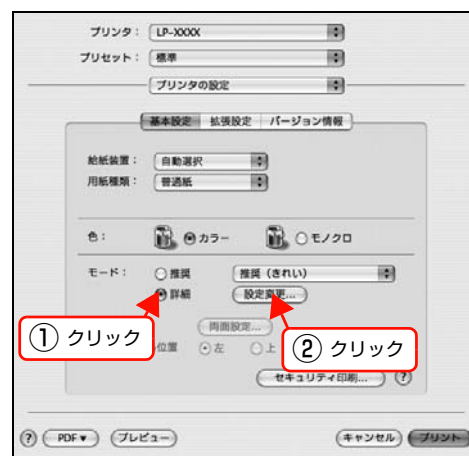 プリンタ： LP-XXXX
プリセット： 標準
プリンタの設定
基本設定 拡張設定 バージョン情報
給紙装置： 自動選択
用紙種類： 普通紙
色： カラー モノクロ
モード： 推奨 推奨（きれい）
詳細 設定変更...
① クリック
両面設定...
位置 左 上
② クリック
セキュリティ印刷... ?
? PDF▼ プレビュー キャンセル プリント